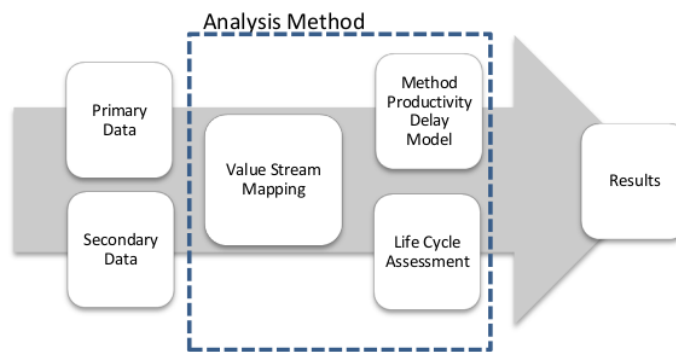 Analysis Method
Primary
Data
Secondary
Data
Value Stream
Mapping
Method
Productivity
Delay
Model
Life Cycle
Assessment
Results